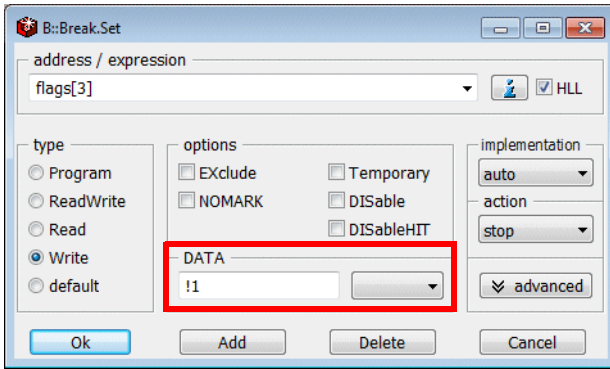 B::Break.Set
address / expression
flags[3]
i HLL
type
Program
ReadWrite
Read
Write
default
options
EXclude Temporary
NOMARK DISable
DISableHIT
DATA
!1
implementation
auto
action
stop
advanced
Ok Add Delete Cancel